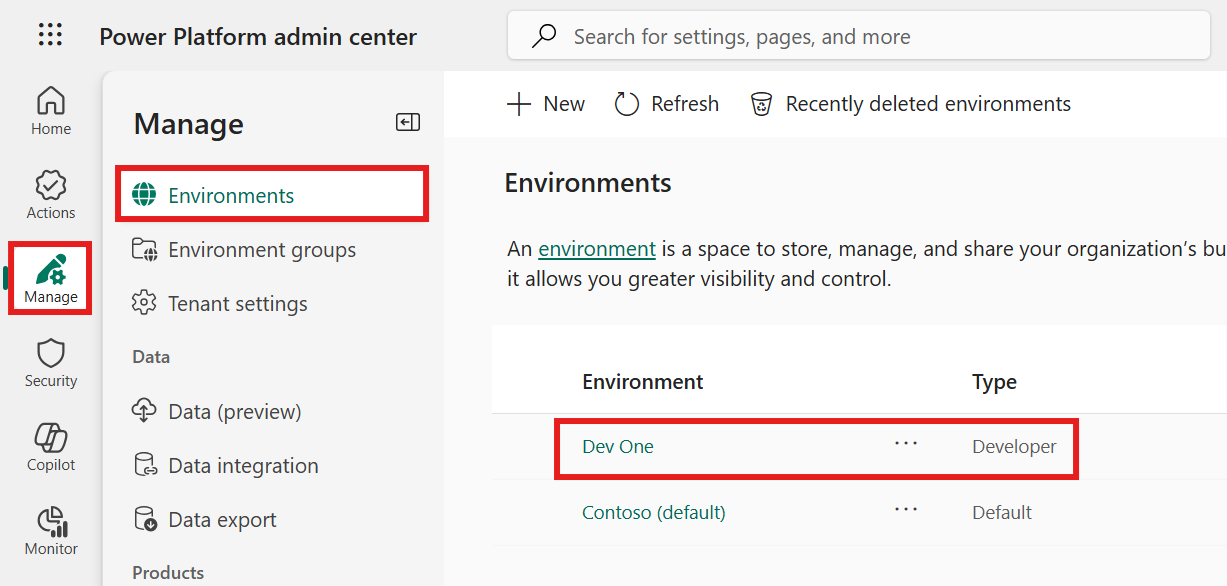 Power Platform admin center
Search for settings, pages, and more
Home
Actions
Manage
Security
Copilot
Monitor
Manage
Environments
Environment groups
Tenant settings
Data
Data (preview)
Data integration
Data export
Products
New
Refresh
Recently deleted environments
Environments
An environment is a space to store, manage, and share your organization's bu
it allows you greater visibility and control.
Environment Type
Dev One ··· Developer
Contoso (default) ··· Default